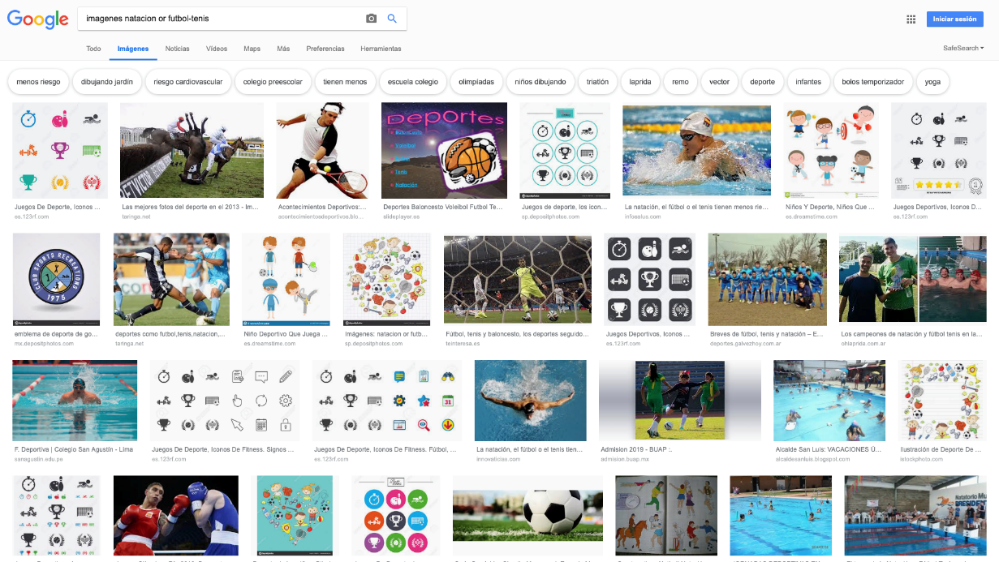 Google
imagenes natacion or futbol-tenis
Iniciar sesión
Todo
Imágenes
Noticias
Vídeos
Maps
Más
Preferencias
Herramientas
SafeSearch
menos riesgo
dibujando jardín
riesgo cardiovascular
colegio preescolar
tienen menos
escuela colegio
olimpíadas
niños dibujando
triatlón
laprida
remo
vector
deporte
infantes
bolos temporizador
yoga
Deportes
Voleibol
Tenis
Natación
Juegos De Deporte, Iconos ...
es.123rf.com
Las mejores fotos del deporte en el 2013 - Im...
taringa.net
Acontecimientos Deportivos:...
acontecimientosdeportivos.blo...
Deportes Baloncesto Voleibol Futbol Te...
slideplayer.es
Juegos de deporte, los icon...
sp.depositphotos.com
La natación, el fútbol o el tenis tienen menos rie...
infosalus.com
Niños Y Deporte, Niños Que ...
es.dreamstime.com
Juegos Deportivos, Iconos D...
es.123rf.com
CLUB SPORTS RECREATIONS
1975
emblema de deporte de go...
mx.depositphotos.com
deportes como futbol,tenis,natacion,...
taringa.net
Niño Deportivo Que Juega ...
es.dreamstime.com
Imágenes: natacion or futb...
sp.depositphotos.com
Fútbol, tenis y baloncesto, los deportes seguido...
teinteresa.es
Juegos Deportivos, Iconos ...
es.123rf.com
Breves de fútbol, tenis y natación – E...
deportes.galvezhoy.com.ar
Los campeones de natación y fútbol tenis en la...
ohlaprida.com.ar
31
F. Deportiva | Colegio San Agustín - Lima
sanagustin.edu.pe
Juegos De Deporte, Iconos De Fitness. Signos ...
es.123rf.com
Juegos De Deporte, Iconos De Fitness. Fútbol, ...
es.123rf.com
La natación, el fútbol o el tenis tien...
innovaticias.com
Admision 2019 - BUAP :.
admision.buap.mx
Alcalde San Luis: VACACIONES Ú...
alcaldesanluis.blogspot.com
Ilustración de Deporte De ...
istockphoto.com
Natatorio Mu